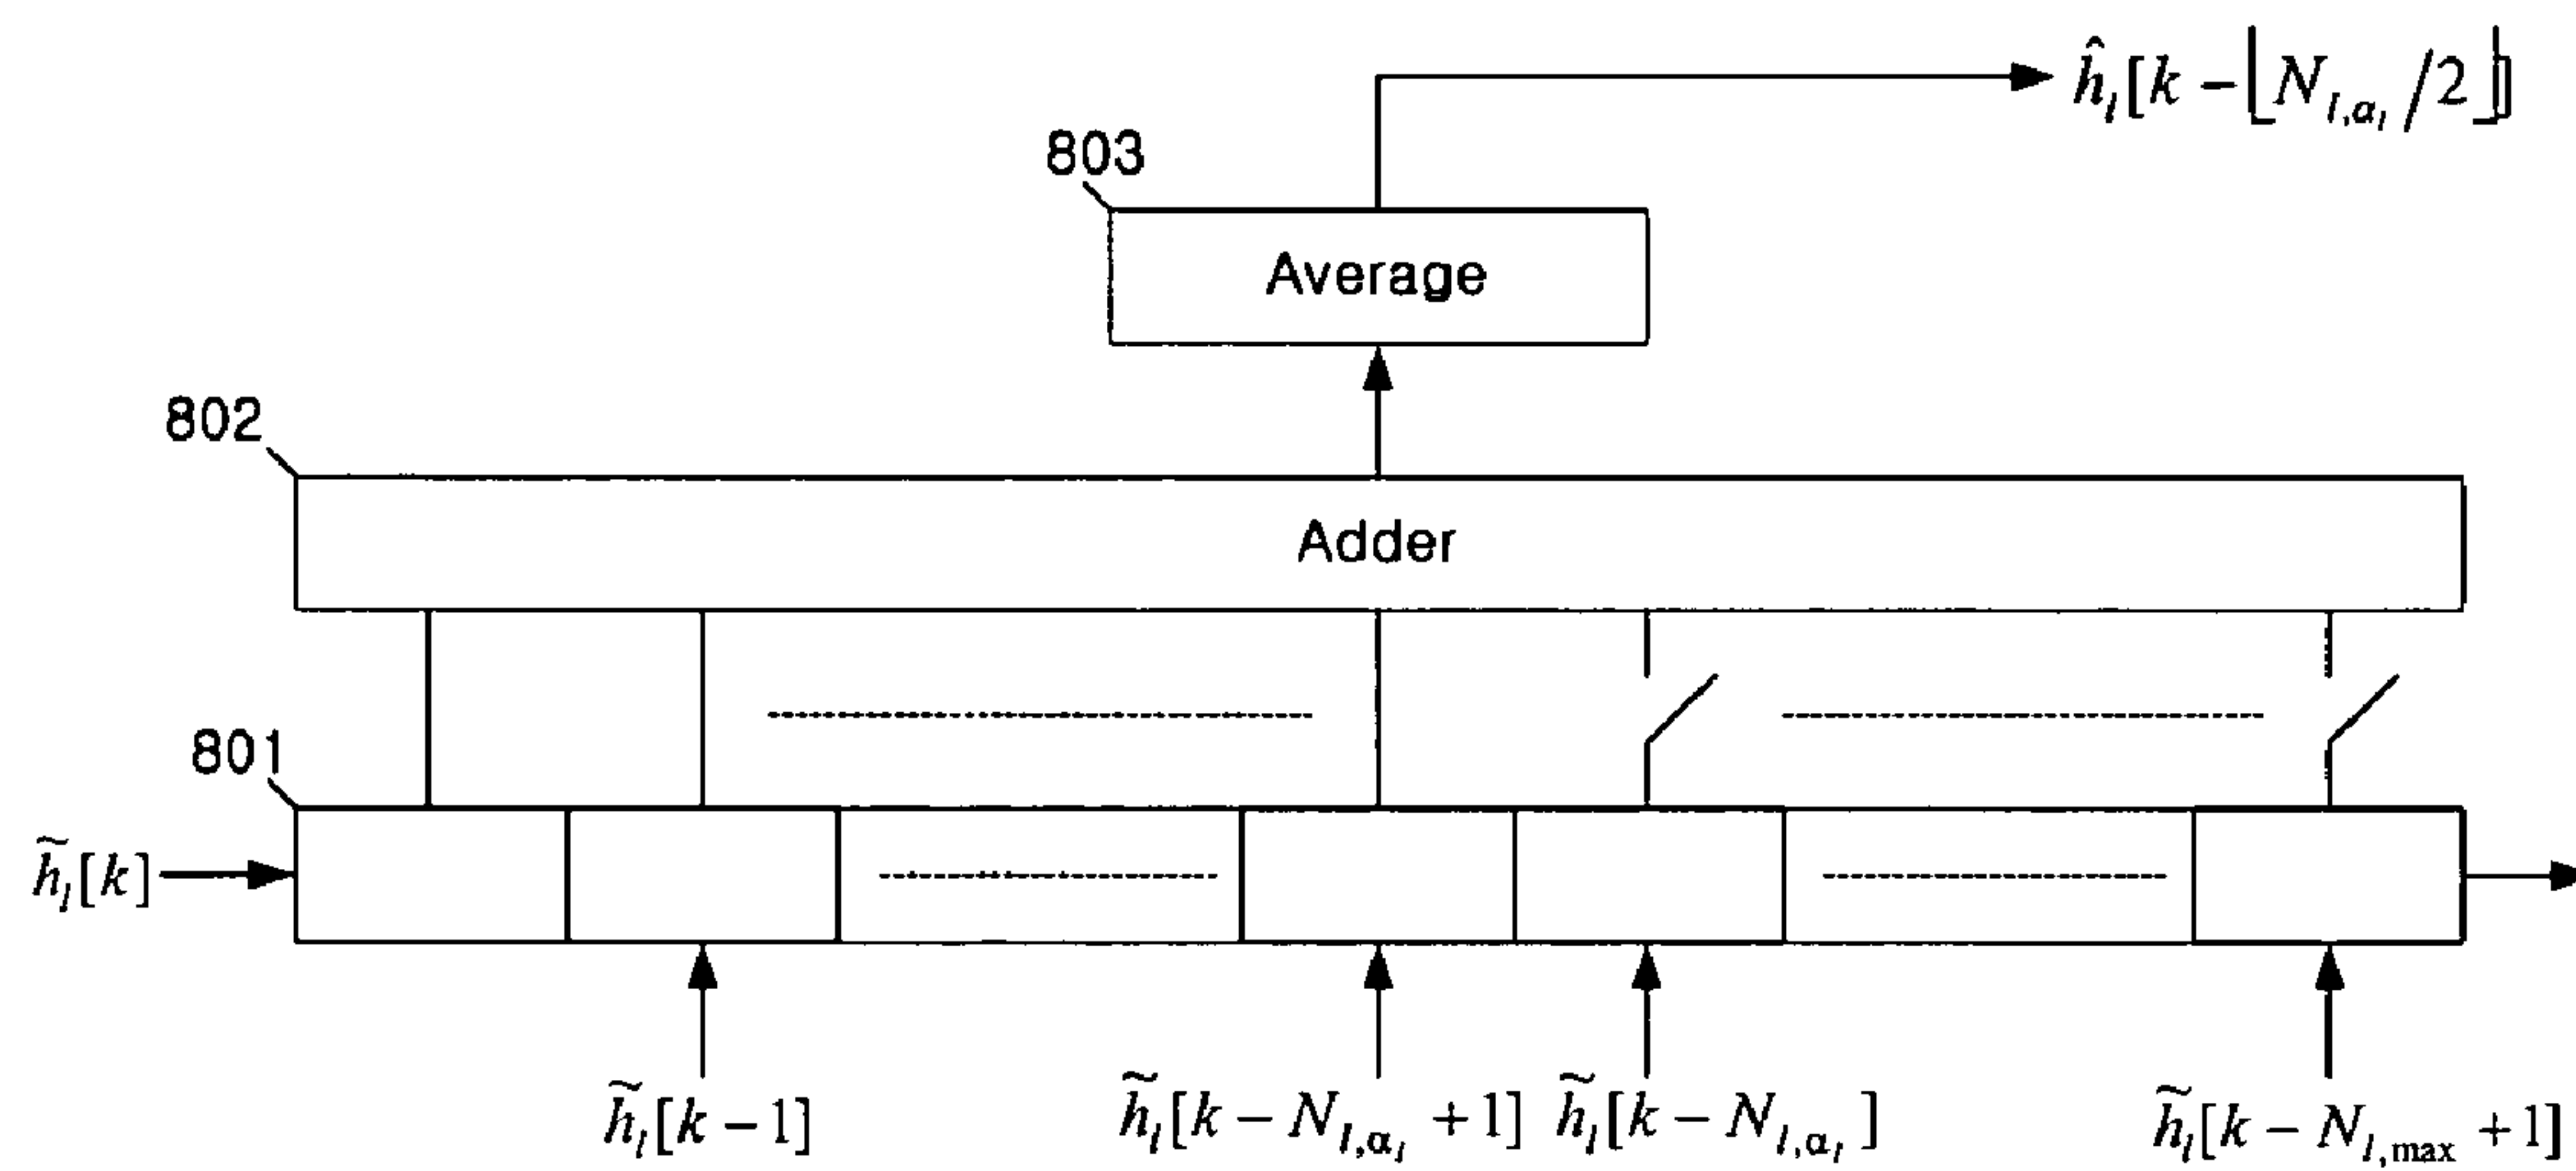 ĥ_l[k − ⌊N_{l,α_l}/2⌋]
803
Average
802
Adder
801
h̃_l[k]
h̃_l[k − 1]
h̃_l[k − N_{l,α_l} + 1]
h̃_l[k − N_{l,α_l}]
h̃_l[k − N_{l,max} + 1]